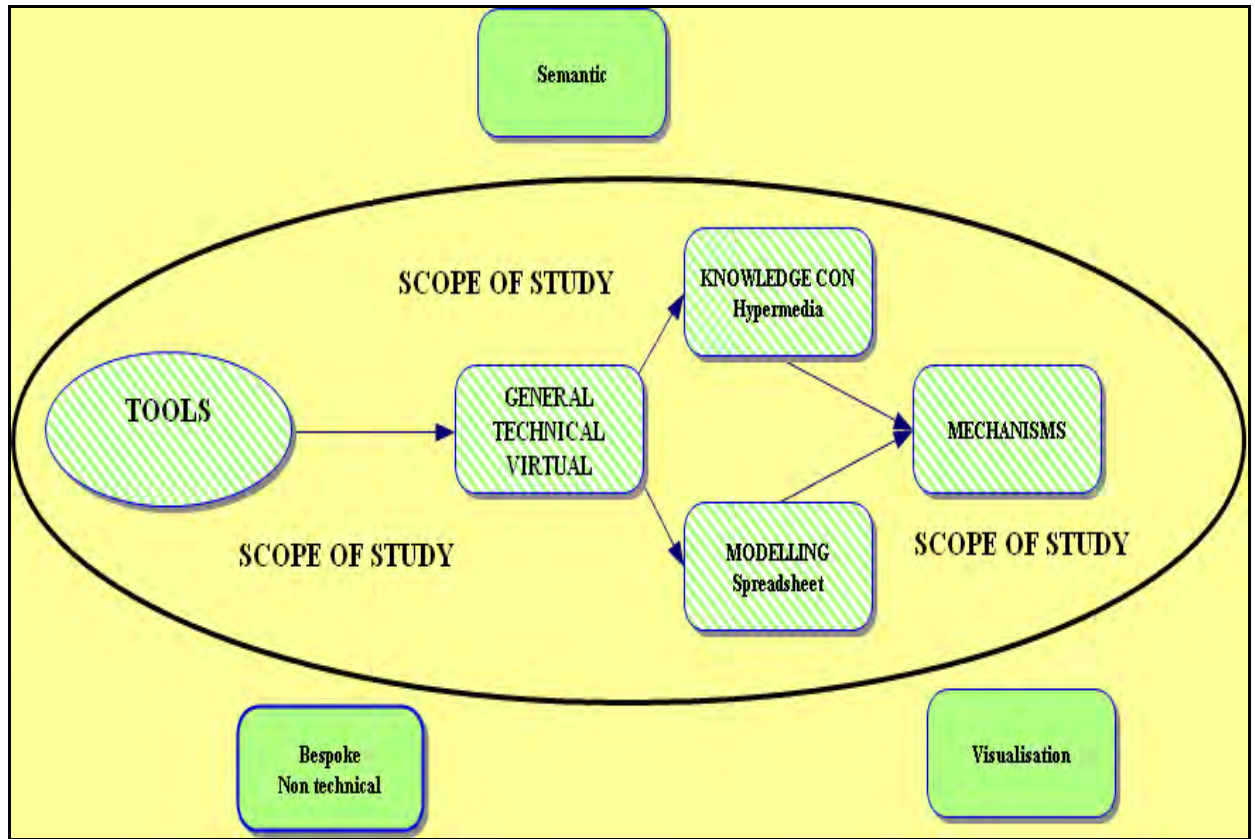 Semantic
SCOPE OF STUDY
KNOWLEDGE CON
Hypermedia
TOOLS
GENERAL
TECHNICAL
VIRTUAL
MECHANISMS
SCOPE OF STUDY
MODELLING
Spreadsheet
SCOPE OF STUDY
Bespoke
Non technical
Visualisation